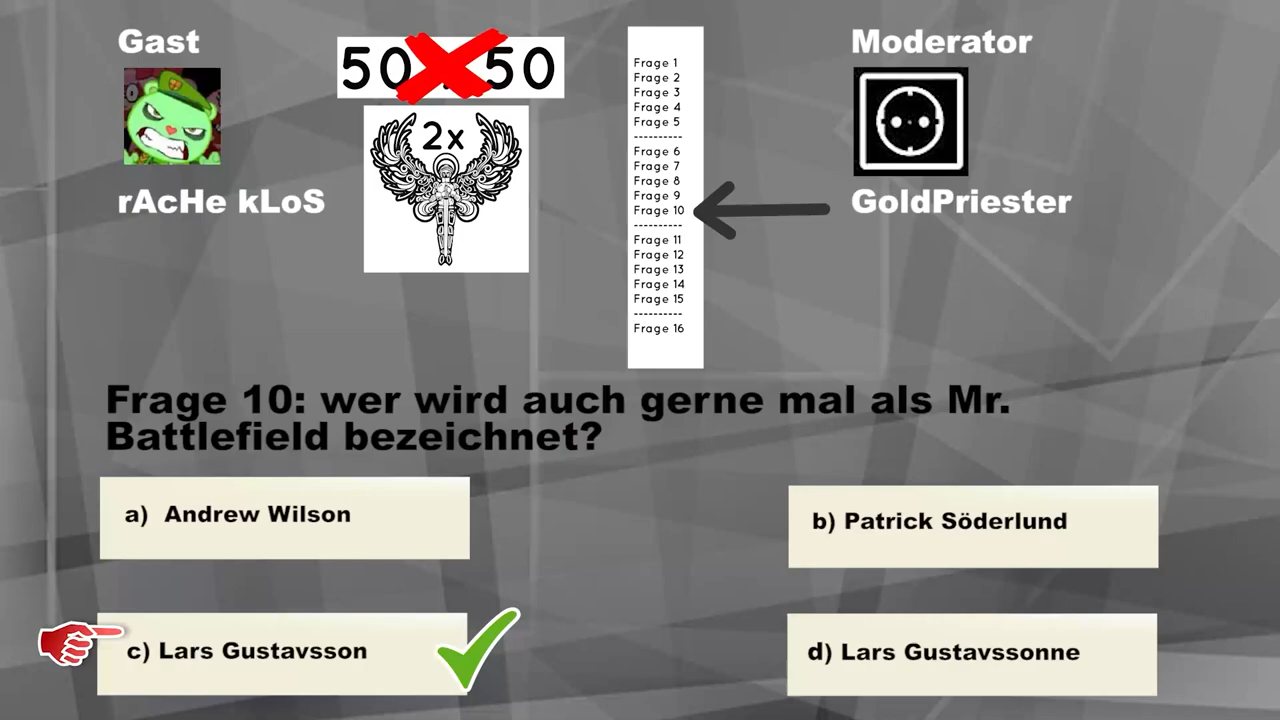 Gast
rAcHe kLoS
50 50
2x
Frage 1
Frage 2
Frage 3
Frage 4
Frage 5
----------
Frage 6
Frage 7
Frage 8
Frage 9
Frage 10
----------
Frage 11
Frage 12
Frage 13
Frage 14
Frage 15
----------
Frage 16
Moderator
GoldPriester
Frage 10: wer wird auch gerne mal als Mr.
Battlefield bezeichnet?
a) Andrew Wilson
b) Patrick Söderlund
c) Lars Gustavsson
d) Lars Gustavssonne